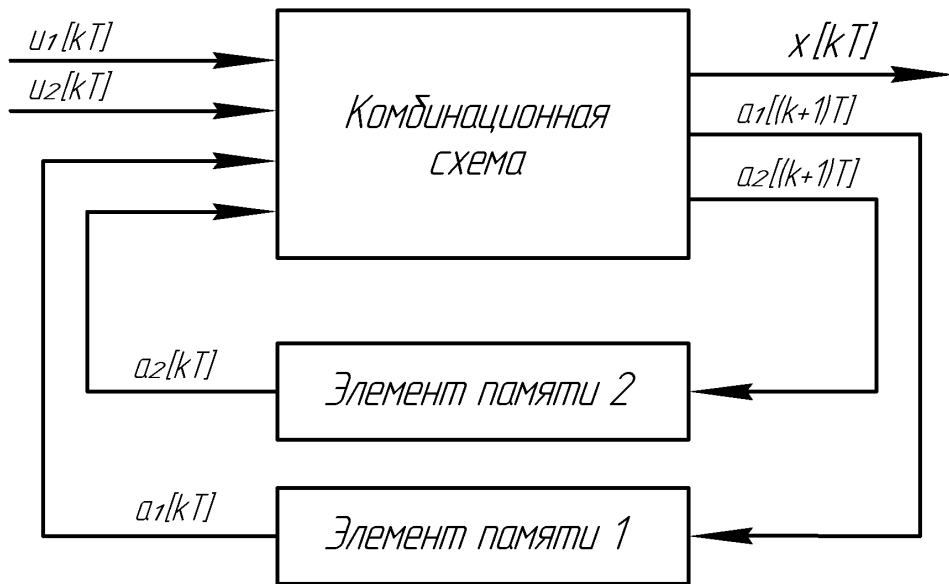 u1[kT]
u2[kT]
Комбинационная
схема
x[kT]
a1[(k+1)T]
a2[(k+1)T]
a2[kT]
Элемент памяти 2
a1[kT]
Элемент памяти 1